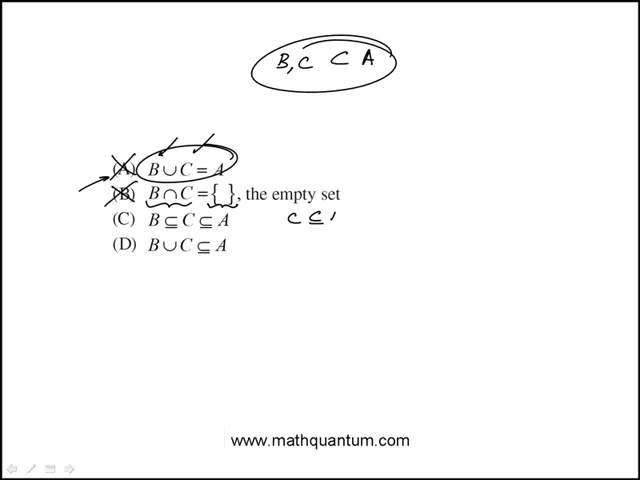 B, C ⊂ A
(A) B ∪ C = A
(B) B ∩ C = { }, the empty set
(C) B ⊆ C ⊆ A
C ⊆
(D) B ∪ C ⊆ A
www.mathquantum.com